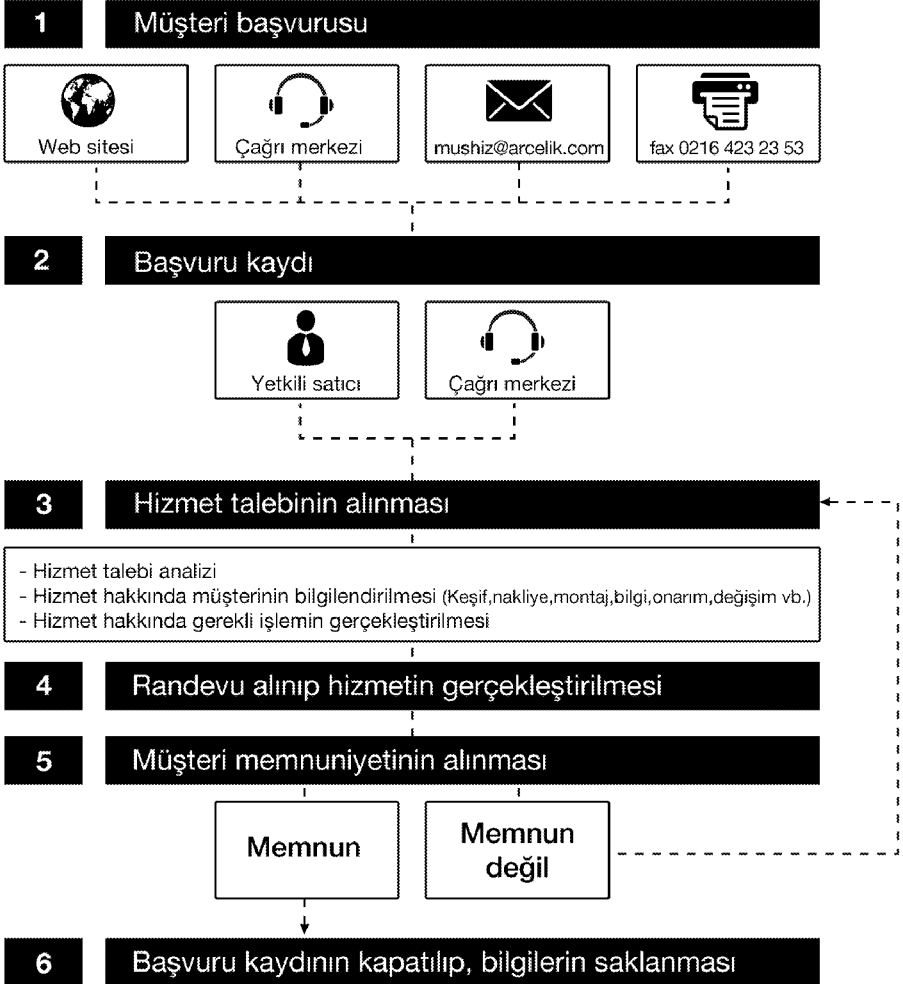 1 Müşteri başvurusu
Web sitesi
Çağrı merkezi
mushiz@arcelik.com
fax 0216 423 23 53
2 Başvuru kaydı
Yetkili satıcı
Çağrı merkezi
3 Hizmet talebinin alınması
- Hizmet talebi analizi
- Hizmet hakkında müşterinin bilgilendirilmesi (Keşif,nakliye,montaj,bilgi,onarım,değişim vb.)
- Hizmet hakkında gerekli işlemin gerçekleştirilmesi
4 Randevu alınıp hizmetin gerçekleştirilmesi
5 Müşteri memnuniyetinin alınması
Memnun
Memnun
değil
6 Başvuru kaydının kapatılıp, bilgilerin saklanması